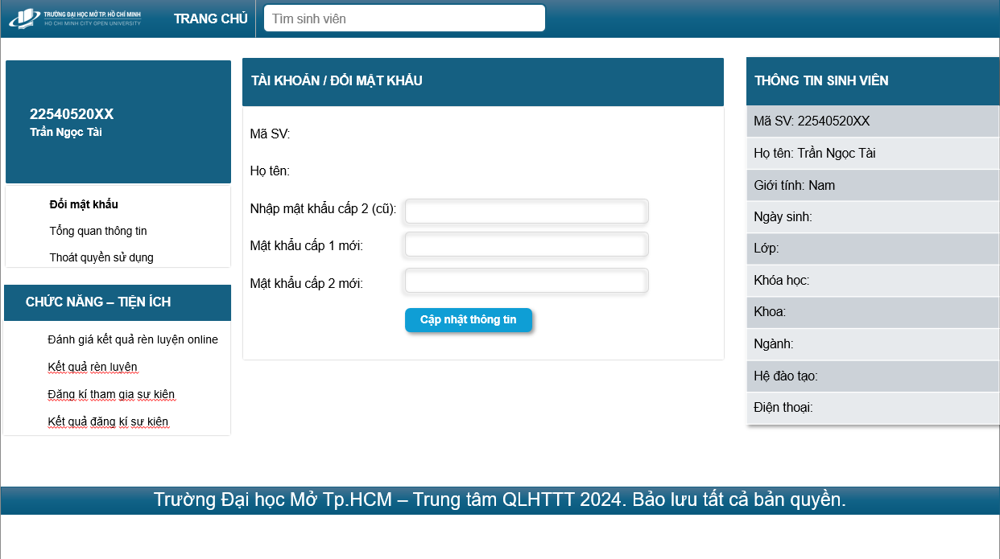 TRƯỜNG ĐẠI HỌC MỞ TP. HỒ CHÍ MINH
HO CHI MINH CITY OPEN UNIVERSITY
TRANG CHỦ
Tìm sinh viên
22540520XX
Trần Ngọc Tài
Đổi mật khẩu
Tổng quan thông tin
Thoát quyền sử dụng
CHỨC NĂNG – TIỆN ÍCH
Đánh giá kết quả rèn luyện online
Kết quả rèn luyện
Đăng kí tham gia sự kiện
Kết quả đăng kí sự kiện
TÀI KHOẢN / ĐỔI MẬT KHẨU
Mã SV:
Họ tên:
Nhập mật khẩu cấp 2 (cũ):
Mật khẩu cấp 1 mới:
Mật khẩu cấp 2 mới:
Cập nhật thông tin
THÔNG TIN SINH VIÊN
Mã SV: 22540520XX
Họ tên: Trần Ngọc Tài
Giới tính: Nam
Ngày sinh:
Lớp:
Khóa học:
Khoa:
Ngành:
Hệ đào tạo:
Điện thoại:
Trường Đại học Mở Tp.HCM – Trung tâm QLHTTT 2024. Bảo lưu tất cả bản quyền.